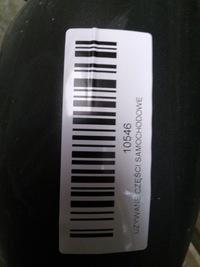 10546
UŻYWANE CZĘŚCI SAMOCHODOWE